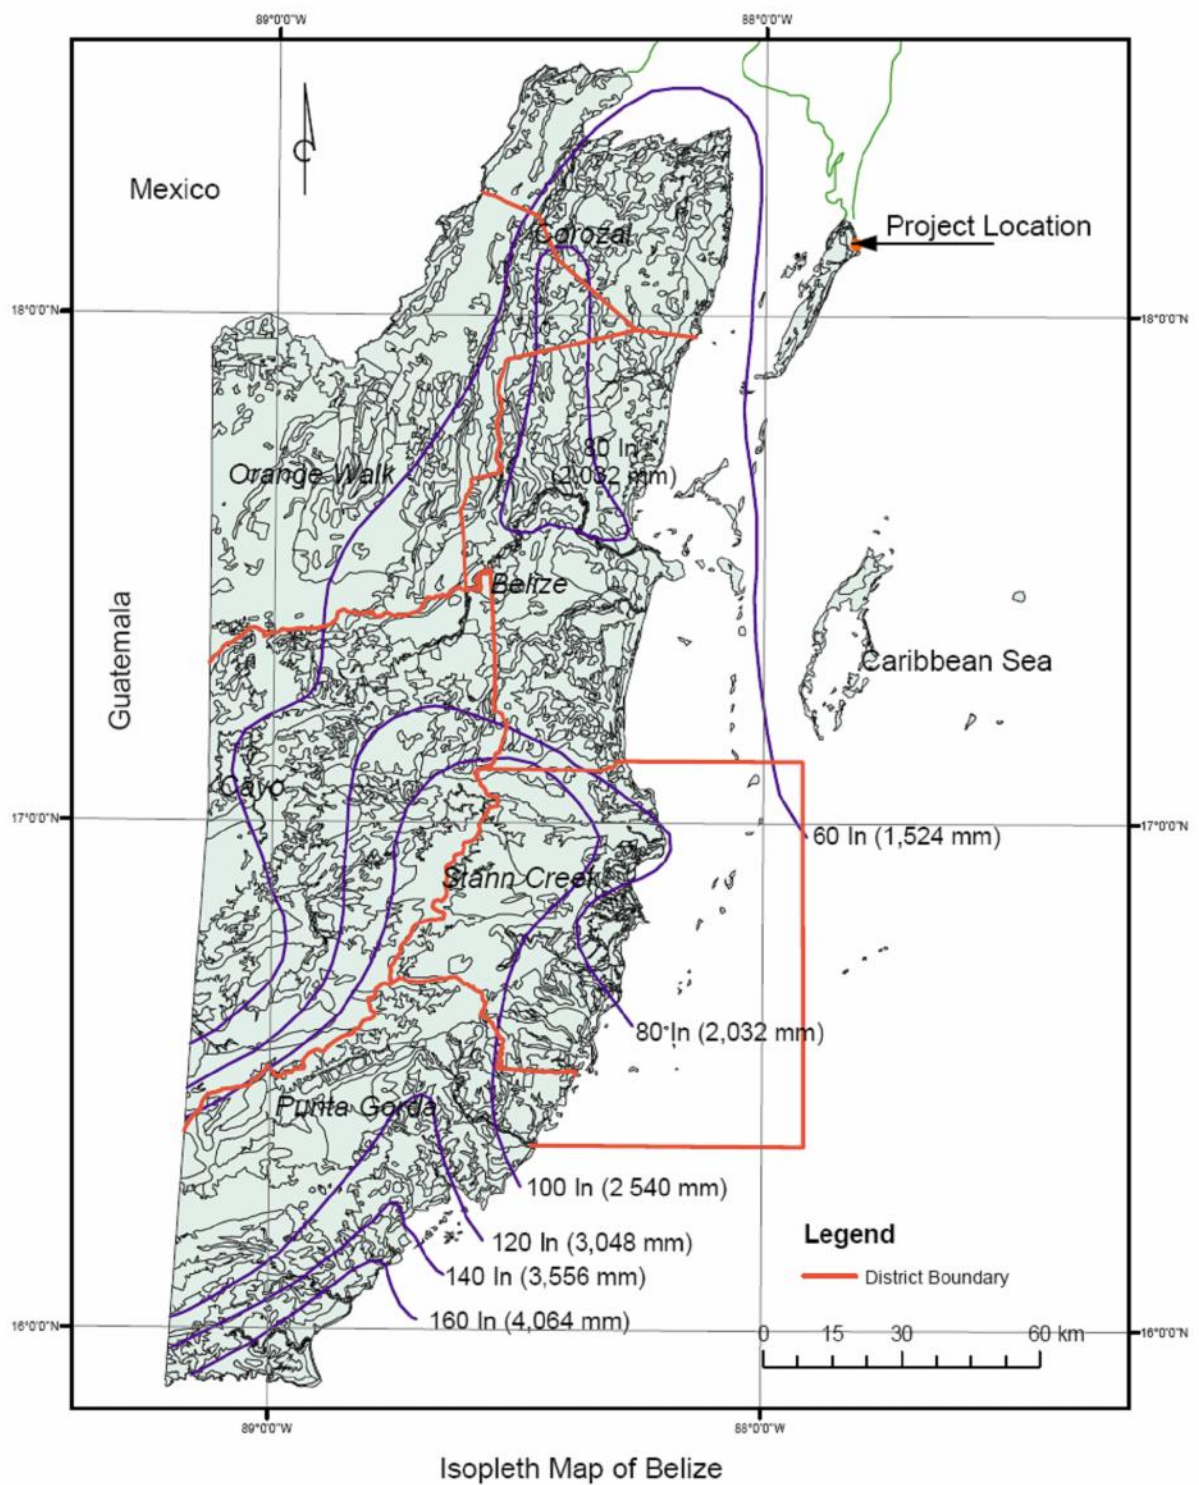 89°0'0"W 88°0'0"W
Mexico
Project Location
Corozal
18°0'0"N 18°0'0"N
80 In
(2,032 mm)
Orange Walk
Belize
Guatemala
Caribbean Sea
Cayo
17°0'0"N 17°0'0"N
60 In (1,524 mm)
Stann Creek
80 In (2,032 mm)
Punta Gorda
100 In (2 540 mm)
120 In (3,048 mm)
140 In (3,556 mm)
160 In (4,064 mm)
Legend
District Boundary
16°0'0"N 16°0'0"N
0 15 30 60 km
89°0'0"W 88°0'0"W
Isopleth Map of Belize